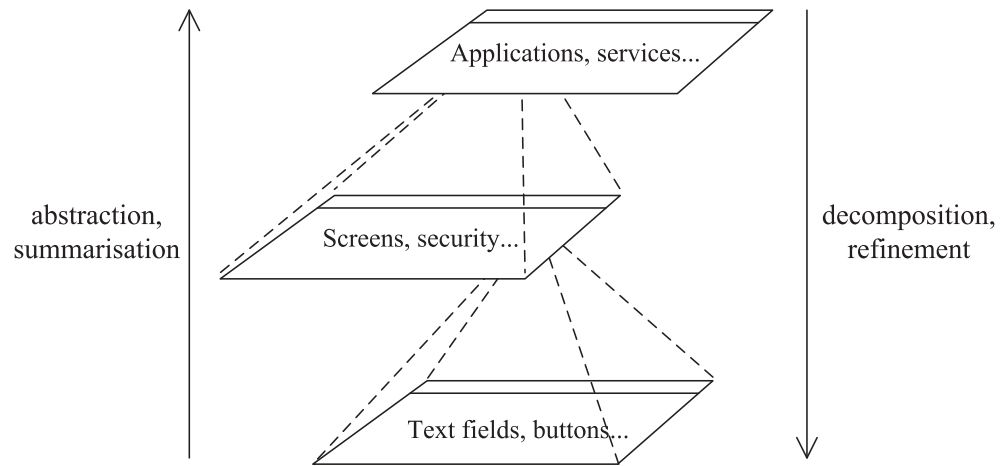 Applications, services...
abstraction,
summarisation
Screens, security...
decomposition,
refinement
Text fields, buttons...